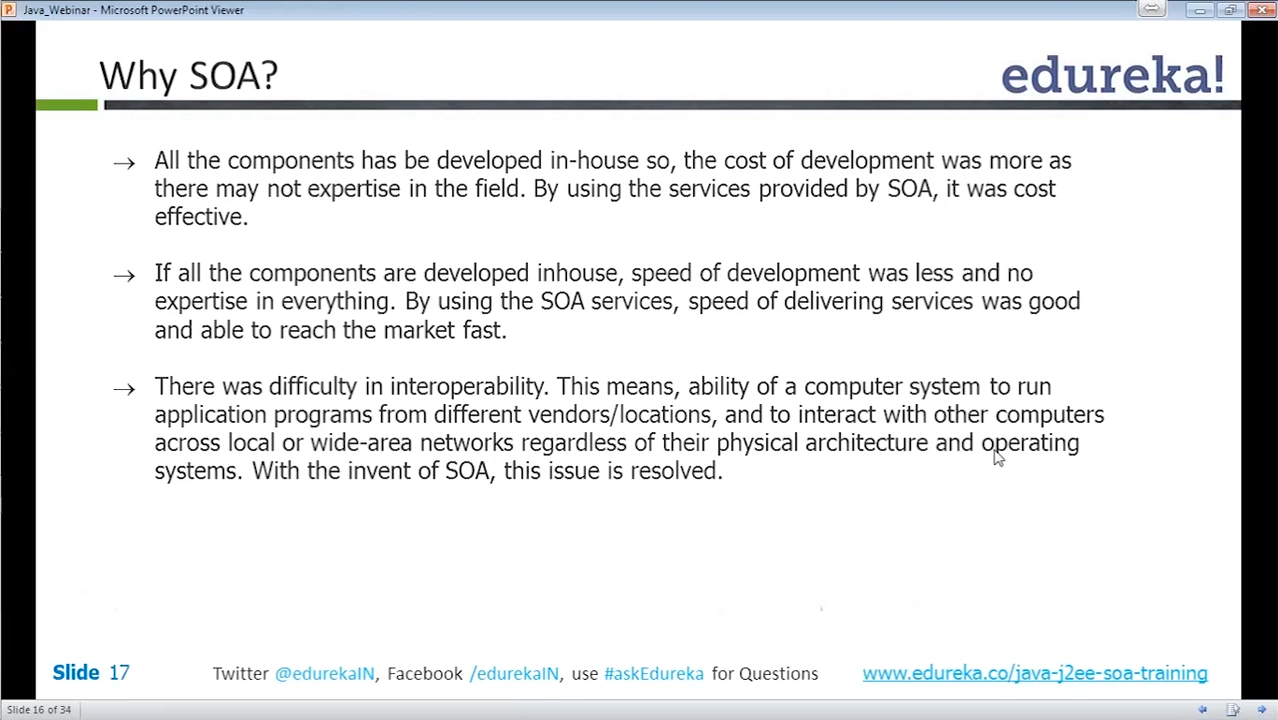 Java_Webinar - Microsoft PowerPoint Viewer
Why SOA?
edureka!
→ All the components has be developed in-house so, the cost of development was more as
there may not expertise in the field. By using the services provided by SOA, it was cost
effective.
→ If all the components are developed inhouse, speed of development was less and no
expertise in everything. By using the SOA services, speed of delivering services was good
and able to reach the market fast.
→ There was difficulty in interoperability. This means, ability of a computer system to run
application programs from different vendors/locations, and to interact with other computers
across local or wide-area networks regardless of their physical architecture and operating
systems. With the invent of SOA, this issue is resolved.
Slide 17
Twitter @edurekaIN, Facebook /edurekaIN, use #askEdureka for Questions
www.edureka.co/java-j2ee-soa-training
Slide 16 of 34